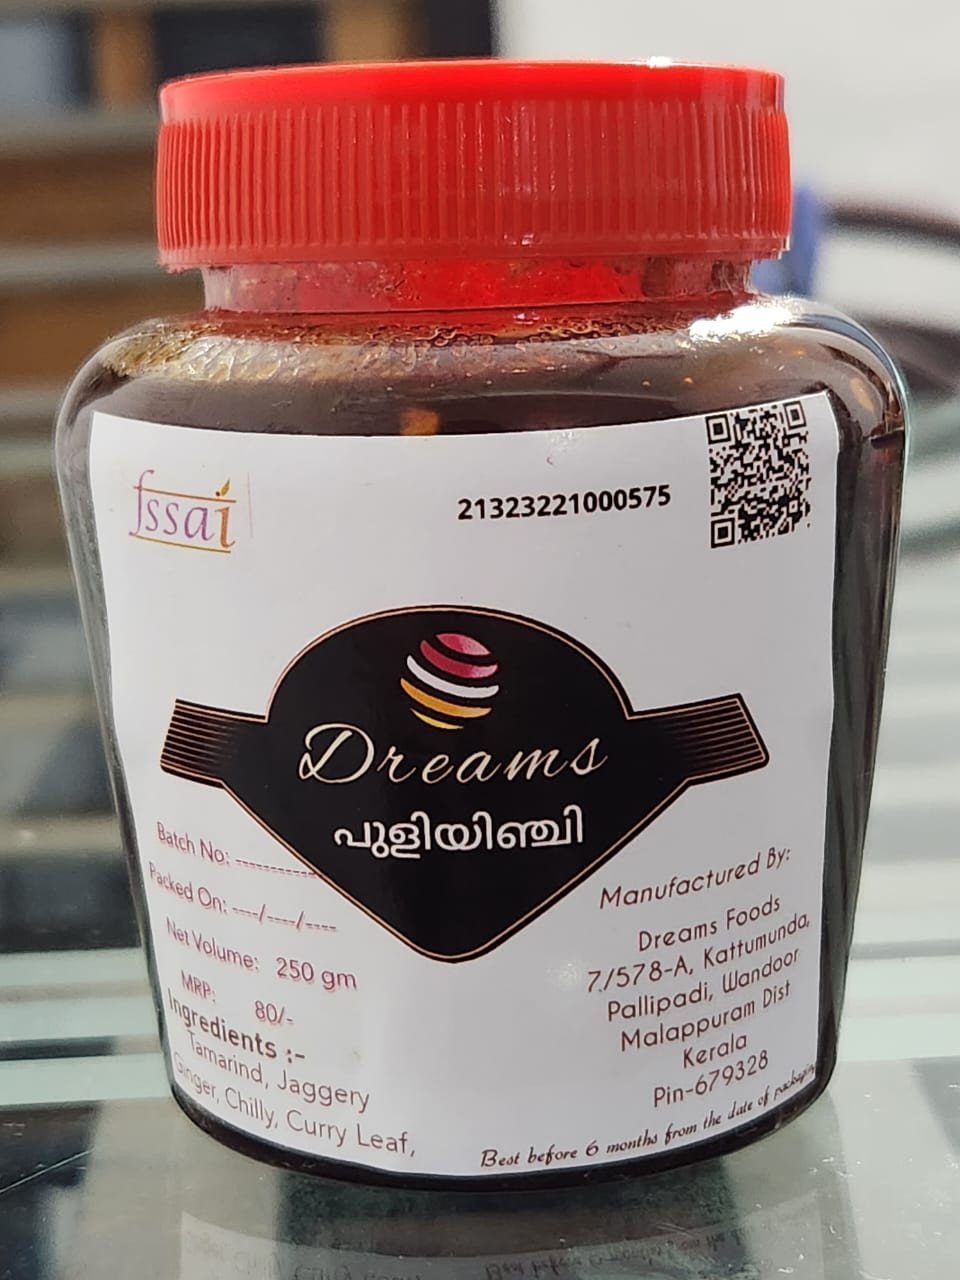 fssai
21323221000575
Dreams
പുളിയിഞ്ചി
Batch No: -----------
Packed On: ----/----/----
Net Volume: 250 gm
MRP: 80/-
Ingredients :-
Tamarind, Jaggery
Ginger, Chilly, Curry Leaf,
Manufactured By:
Dreams Foods
7/578-A, Kattumunda,
Pallipadi, Wandoor
Malappuram Dist
Kerala
Pin-679328
Best before 6 months from the date of packaging